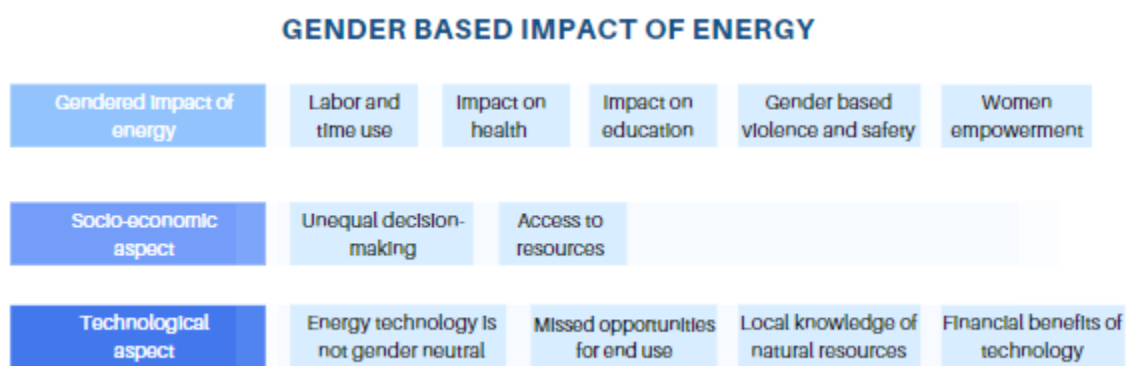 GENDER BASED IMPACT OF ENERGY
Gendered Impact of
energy
Labor and
time use
Impact on
health
Impact on
education
Gender based
violence and safety
Women
empowerment
Socio-economic
aspect
Unequal decision-
making
Access to
resources
Technological
aspect
Energy technology is
not gender neutral
Missed opportunities
for end use
Local knowledge of
natural resources
Financial benefits of
technology